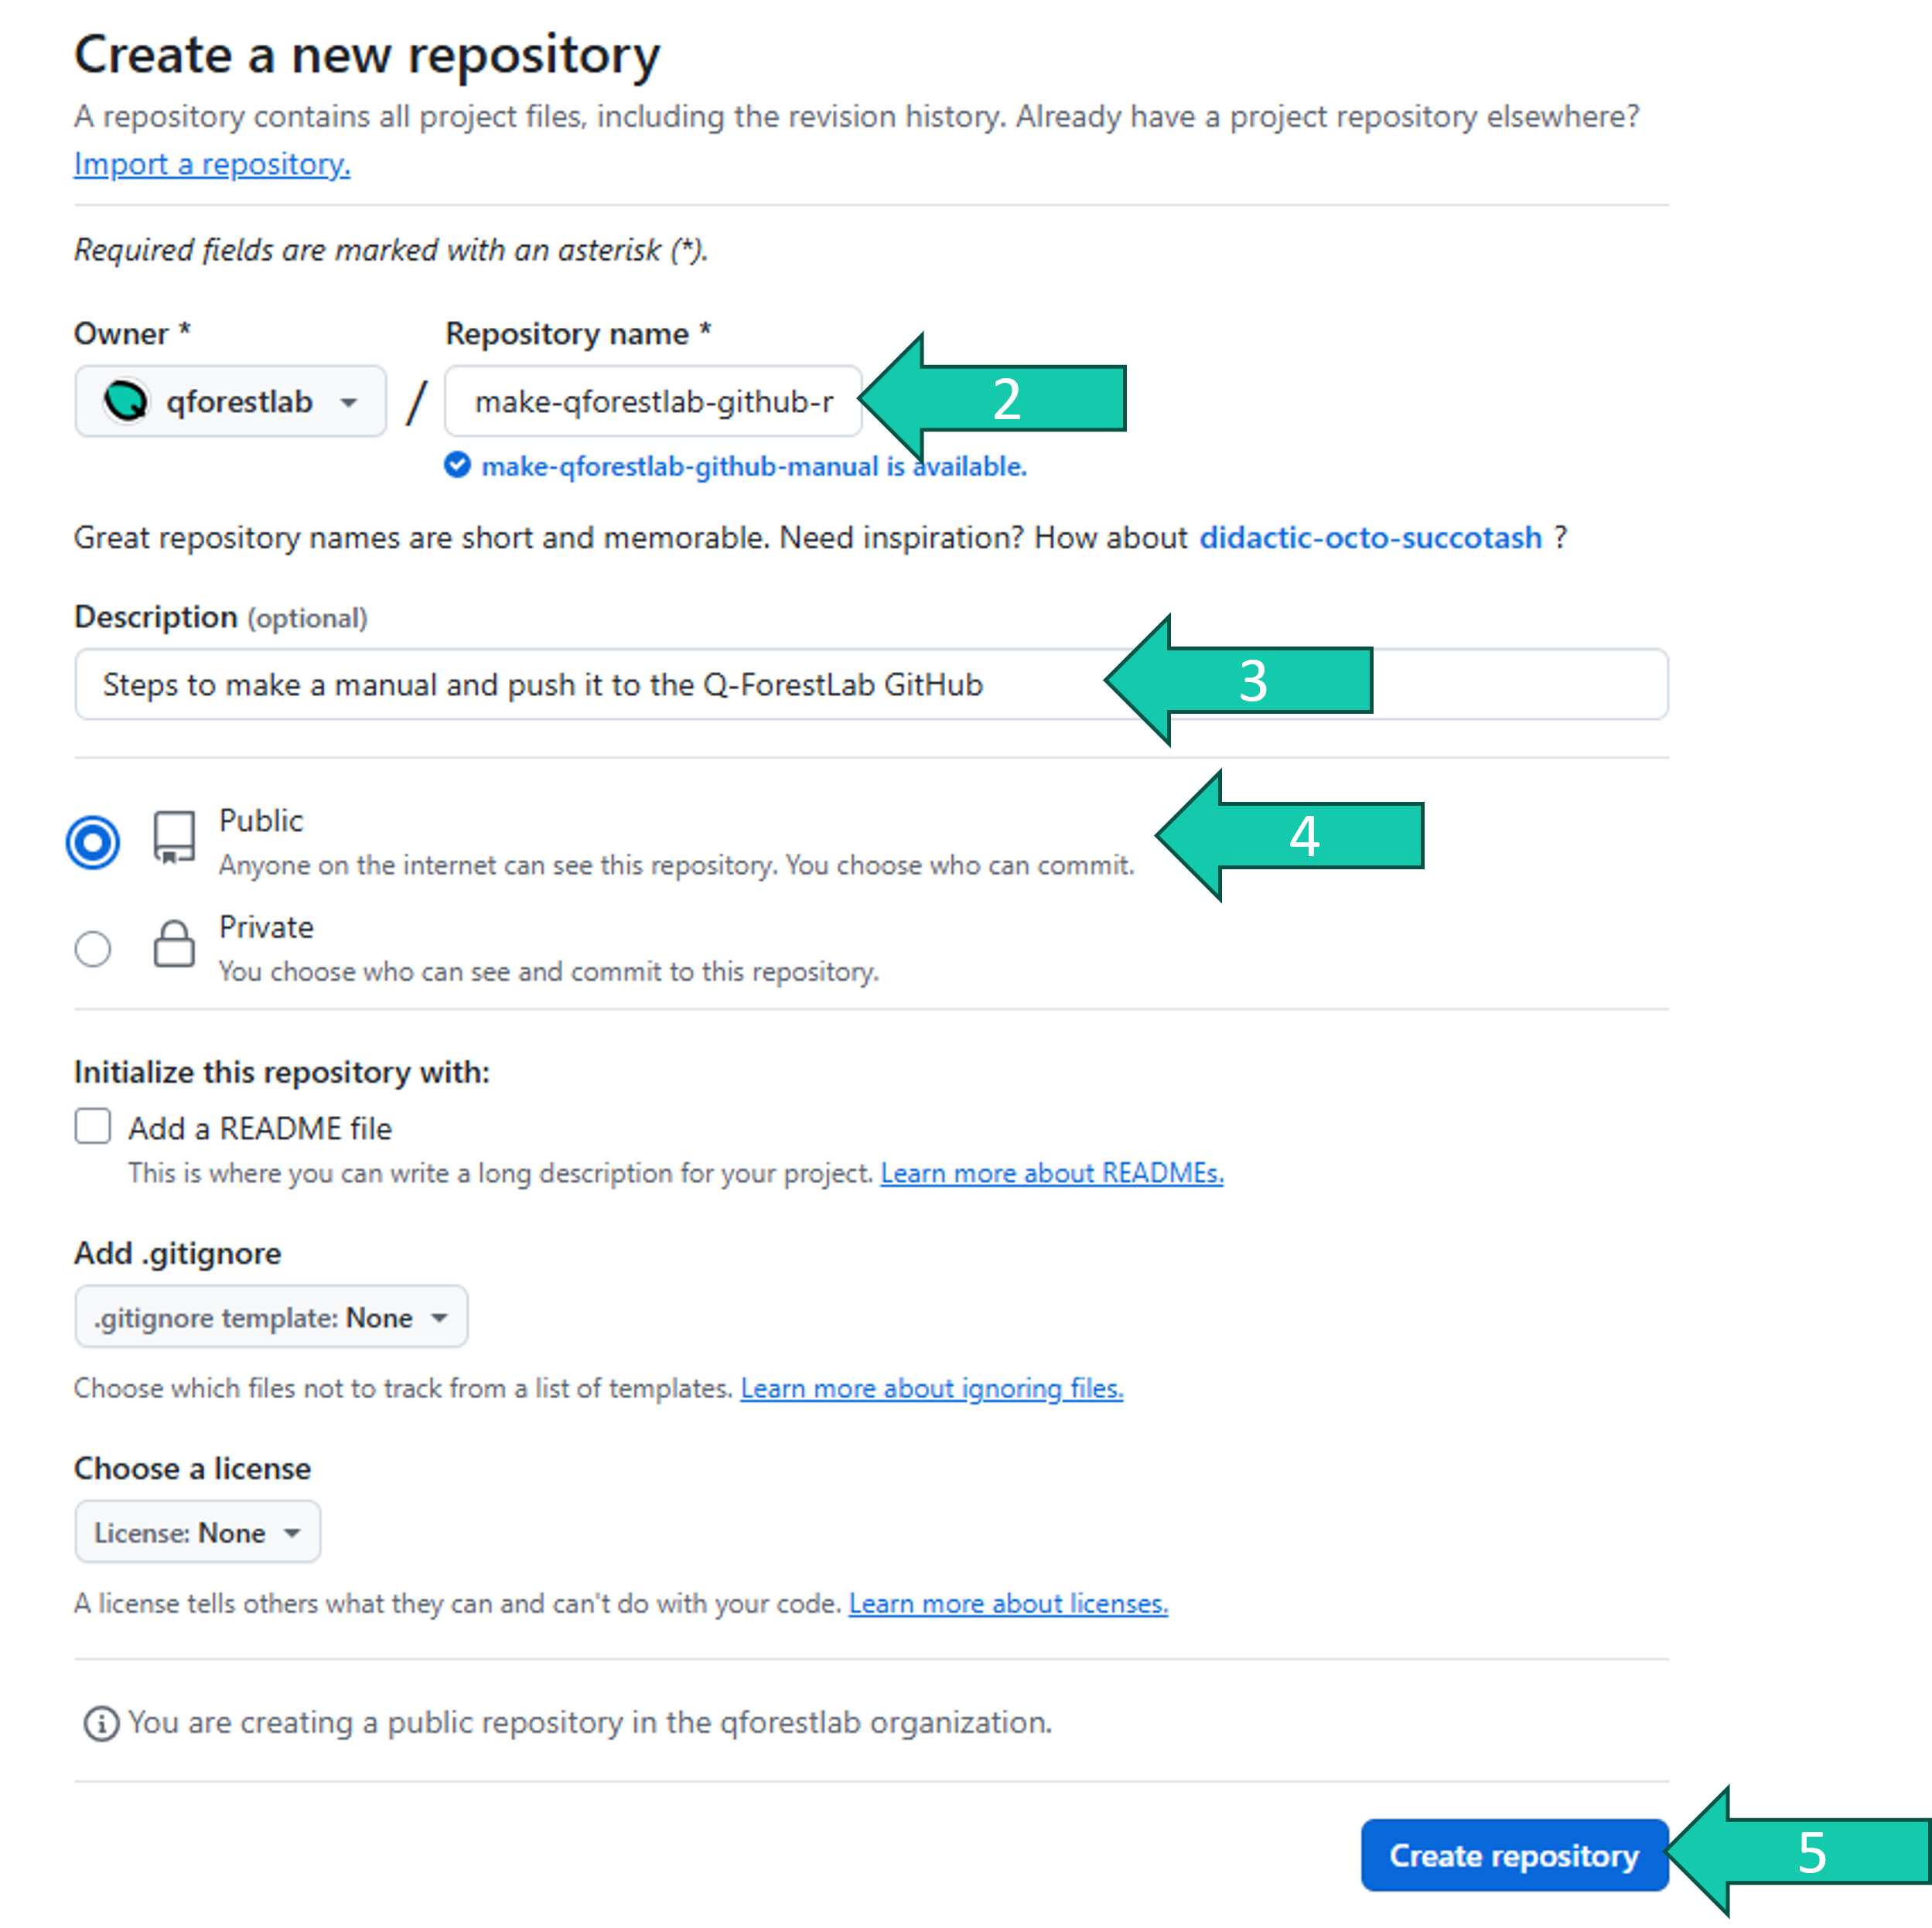 Create a new repository
A repository contains all project files, including the revision history. Already have a project repository elsewhere?
Import a repository.
Required fields are marked with an asterisk (*).
Owner * Repository name *
qforestlab / make-qforestlab-github-r 2
make-qforestlab-github-manual is available.
Great repository names are short and memorable. Need inspiration? How about didactic-octo-succotash ?
Description (optional)
Steps to make a manual and push it to the Q-ForestLab GitHub 3
Public 4
Anyone on the internet can see this repository. You choose who can commit.
Private
You choose who can see and commit to this repository.
Initialize this repository with:
Add a README file
This is where you can write a long description for your project. Learn more about READMEs.
Add .gitignore
.gitignore template: None
Choose which files not to track from a list of templates. Learn more about ignoring files.
Choose a license
License: None
A license tells others what they can and can't do with your code. Learn more about licenses.
You are creating a public repository in the qforestlab organization.
Create repository 5